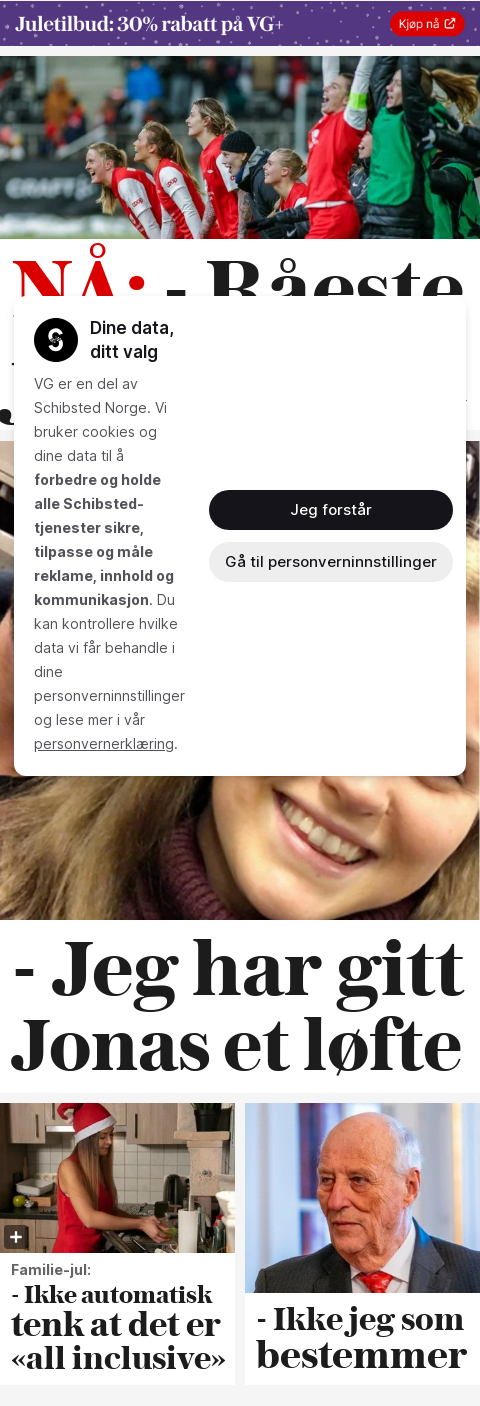 Juletilbud: 30% rabatt på VG+
Kjøp nå
NÅ: - Råeste
Dine data,
ditt valg
VG er en del av
Schibsted Norge. Vi
bruker cookies og
dine data til å
forbedre og holde
alle Schibsted-
tjenester sikre,
tilpasse og måle
reklame, innhold og
kommunikasjon. Du
kan kontrollere hvilke
data vi får behandle i
dine
personverninnstillinger
og lese mer i vår
personvernerklæring.
Jeg forstår
Gå til personverninnstillinger
- Jeg har gitt
Jonas et løfte
Familie-jul:
- Ikke automatisk
tenk at det er
«all inclusive»
- Ikke jeg som
bestemmer